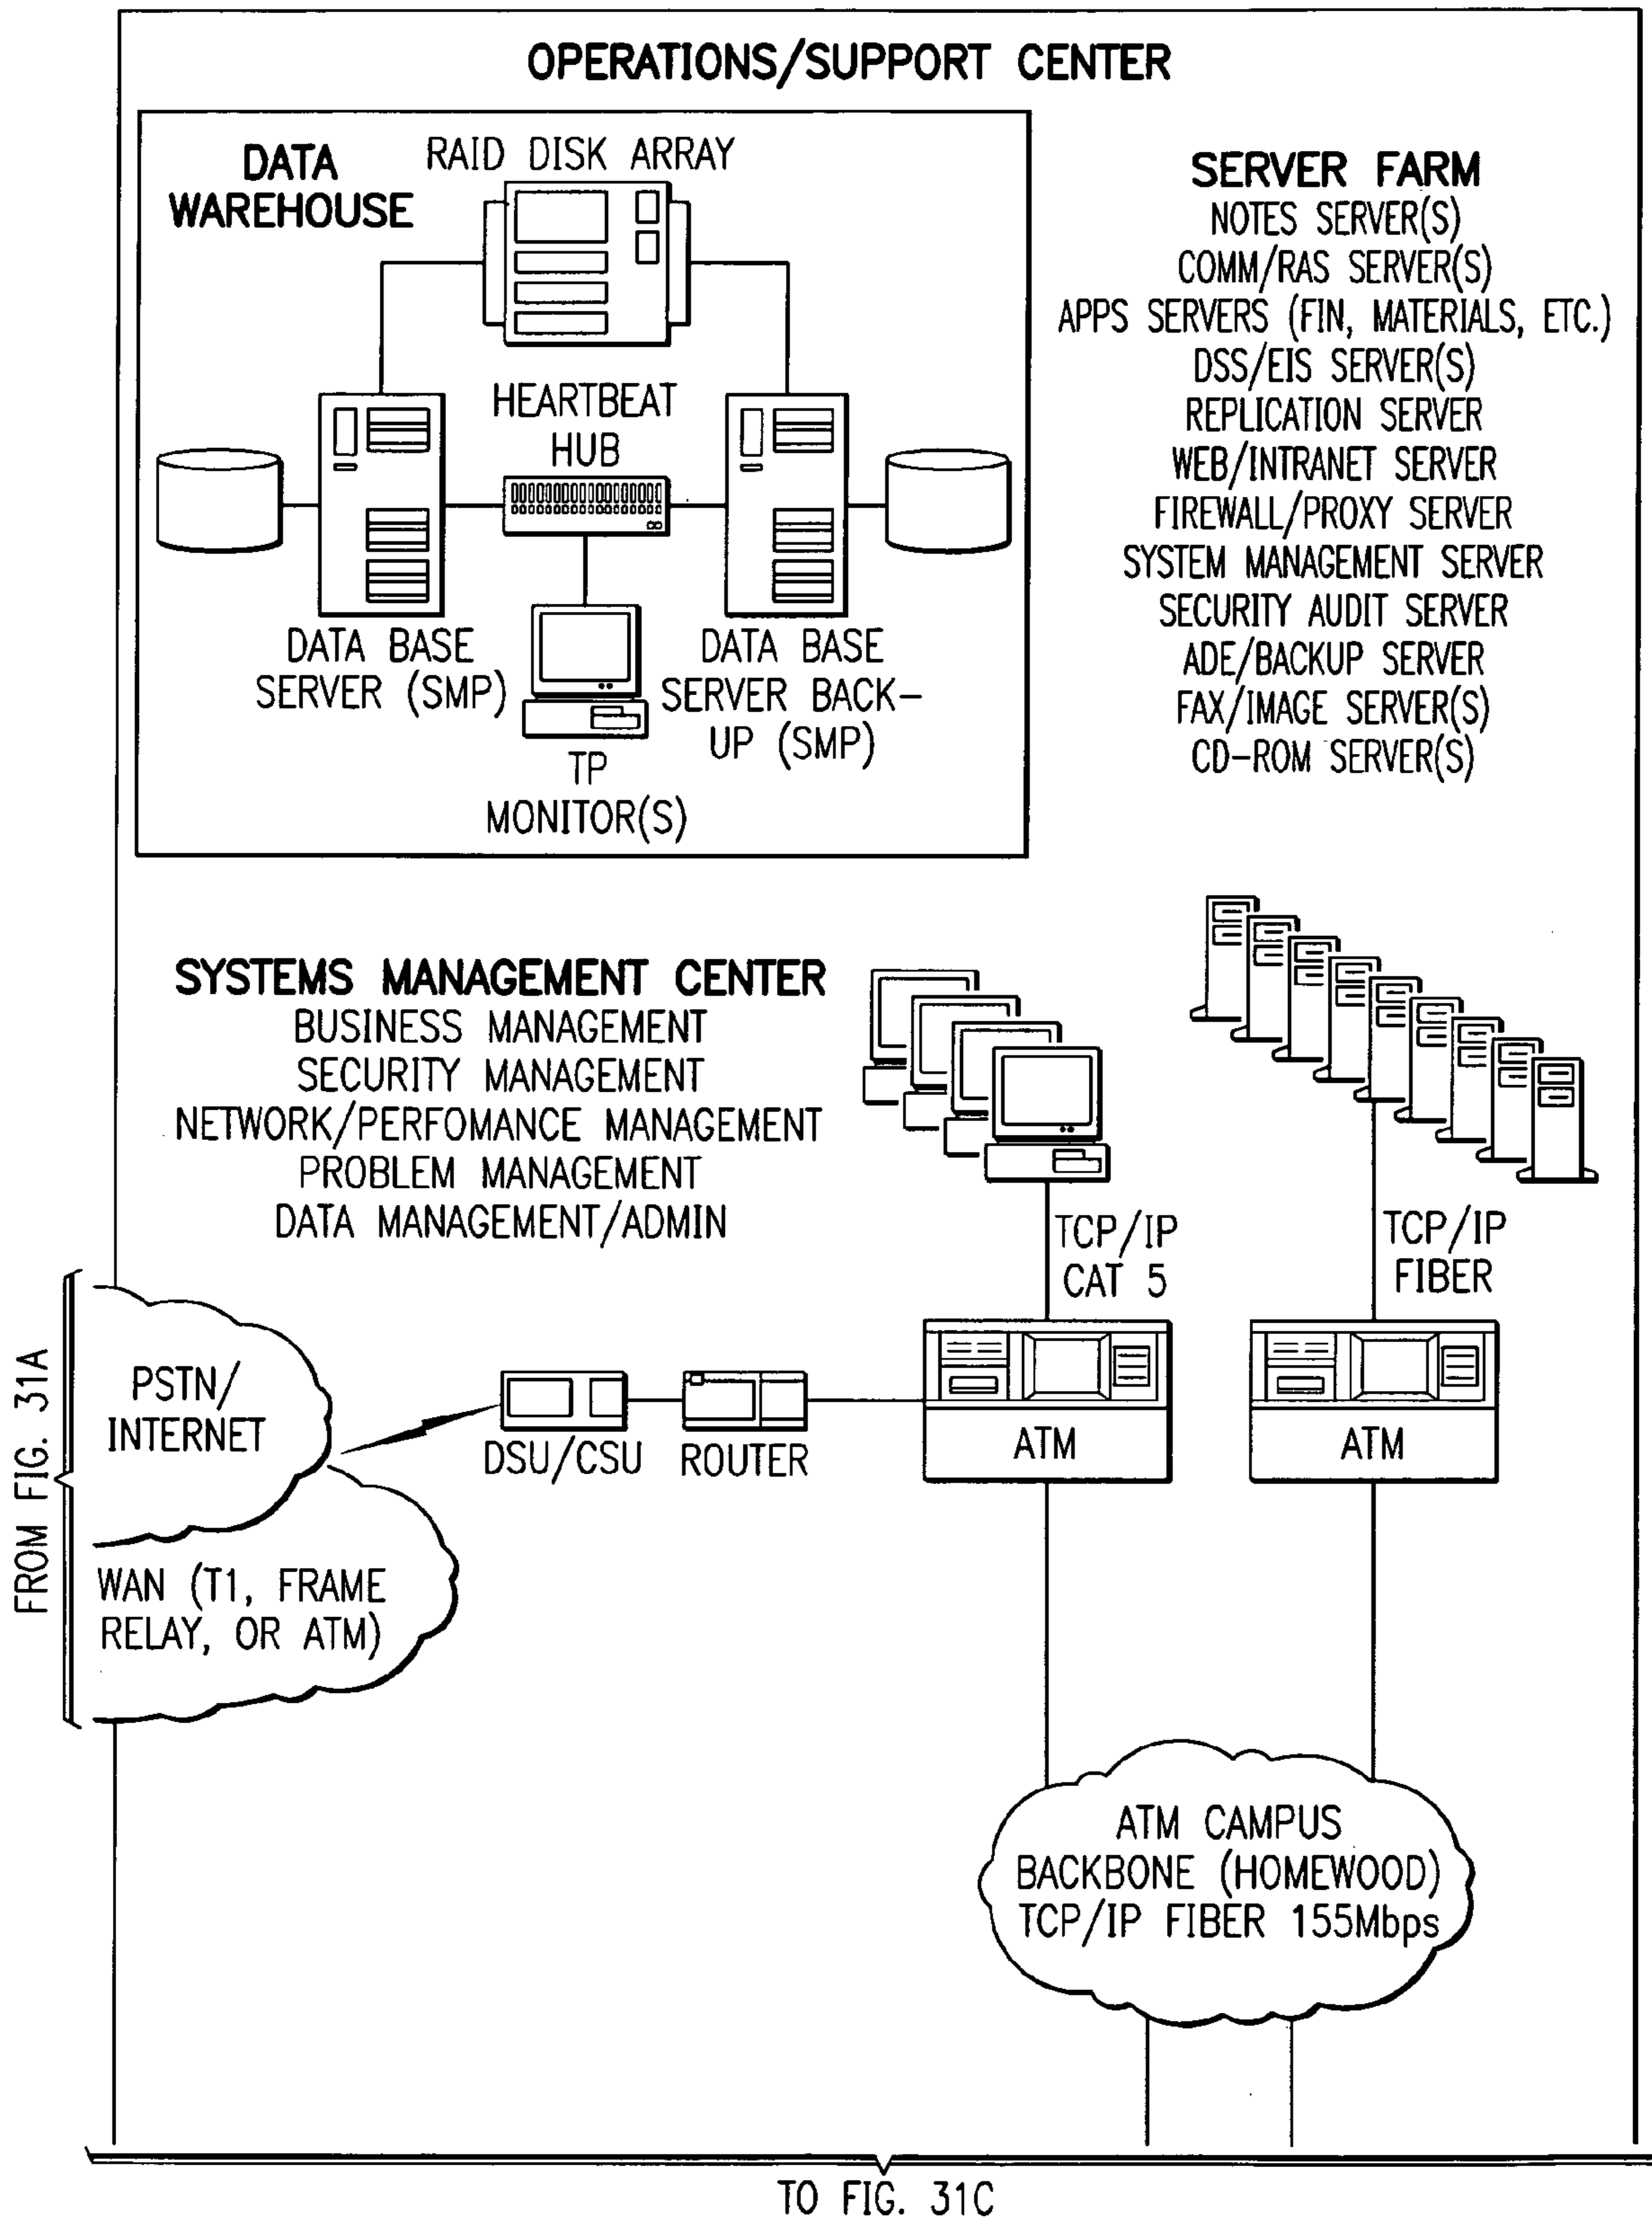 OPERATIONS/SUPPORT CENTER
DATA
WAREHOUSE
RAID DISK ARRAY
HEARTBEAT
HUB
DATA BASE
SERVER (SMP)
TP
MONITOR(S)
DATA BASE
SERVER BACK-
UP (SMP)
SERVER FARM
NOTES SERVER(S)
COMM/RAS SERVER(S)
APPS SERVERS (FIN, MATERIALS, ETC.)
DSS/EIS SERVER(S)
REPLICATION SERVER
WEB/INTRANET SERVER
FIREWALL/PROXY SERVER
SYSTEM MANAGEMENT SERVER
SECURITY AUDIT SERVER
ADE/BACKUP SERVER
FAX/IMAGE SERVER(S)
CD-ROM SERVER(S)
SYSTEMS MANAGEMENT CENTER
BUSINESS MANAGEMENT
SECURITY MANAGEMENT
NETWORK/PERFOMANCE MANAGEMENT
PROBLEM MANAGEMENT
DATA MANAGEMENT/ADMIN
TCP/IP
CAT 5
TCP/IP
FIBER
FROM FIG. 31A
PSTN/
INTERNET
DSU/CSU
ROUTER
ATM
ATM
WAN (T1, FRAME
RELAY, OR ATM)
ATM CAMPUS
BACKBONE (HOMEWOOD)
TCP/IP FIBER 155Mbps
TO FIG. 31C